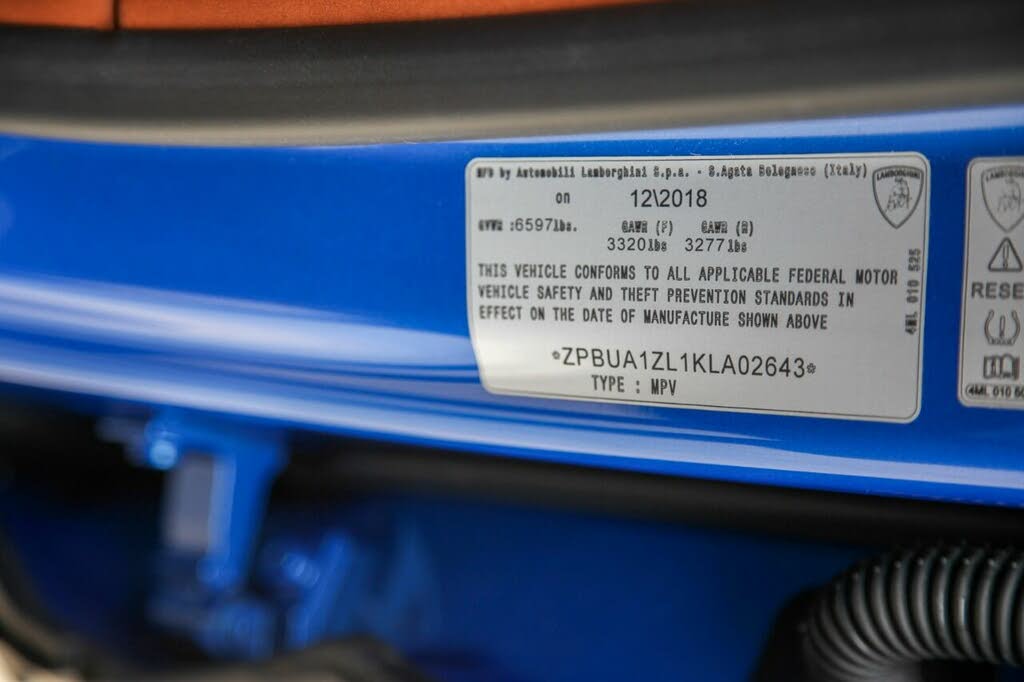 MFD by Automobili Lamborghini S.p.a. - S.Agata Bolognese (Italy)
on 12\2018
GVWR :6597lbs. GAWR (F) GAWR (R)
3320lbs 3277lbs
THIS VEHICLE CONFORMS TO ALL APPLICABLE FEDERAL MOTOR
VEHICLE SAFETY AND THEFT PREVENTION STANDARDS IN
EFFECT ON THE DATE OF MANUFACTURE SHOWN ABOVE
*ZPBUA1ZL1KLA02643*
TYPE : MPV
LAMBORGHINI
4ML 010 525
RESE
4ML 010 50